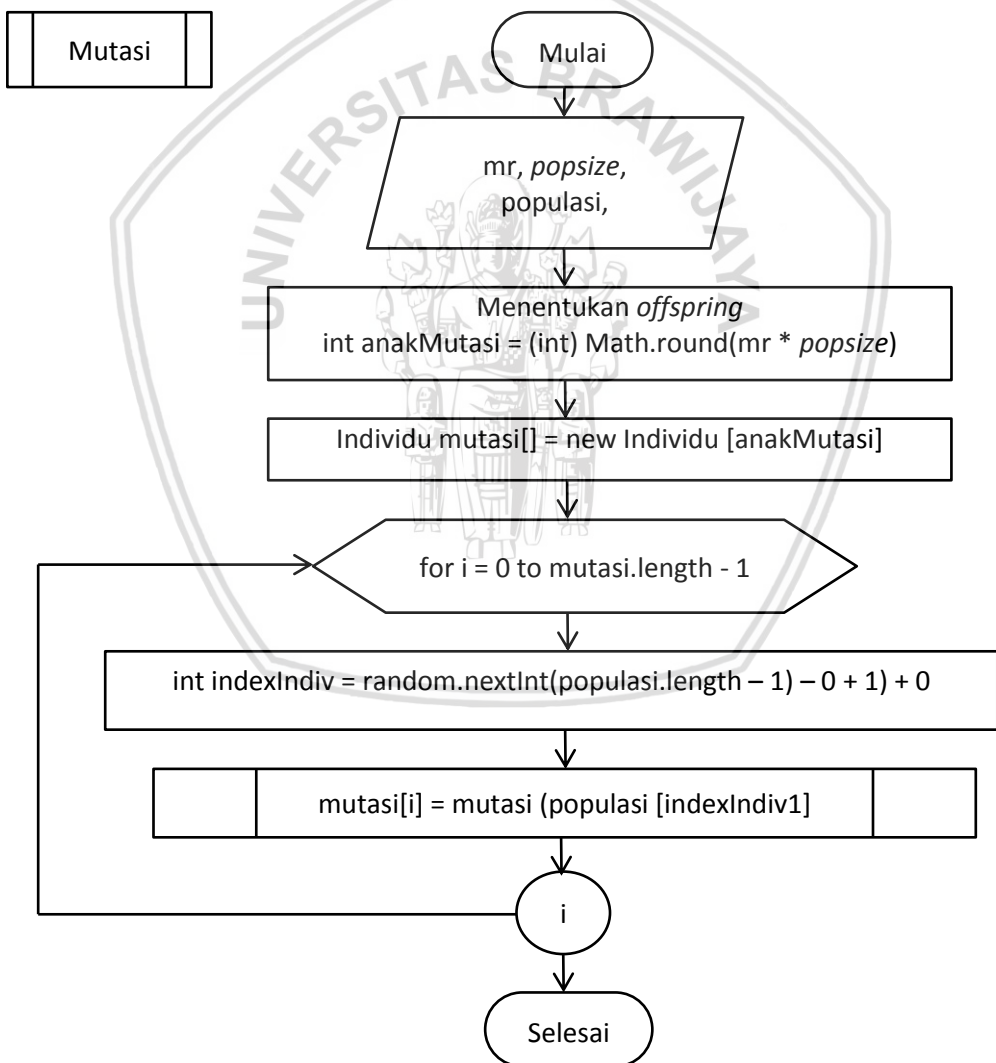 Mutasi
Mulai
UNIVERSITAS BRAWIJAYA
mr, popsize,
populasi,
Menentukan offspring
int anakMutasi = (int) Math.round(mr * popsize)
Individu mutasi[] = new Individu [anakMutasi]
for i = 0 to mutasi.length - 1
int indexIndiv = random.nextInt(populasi.length – 1) – 0 + 1) + 0
mutasi[i] = mutasi (populasi [indexIndiv1]
i
Selesai